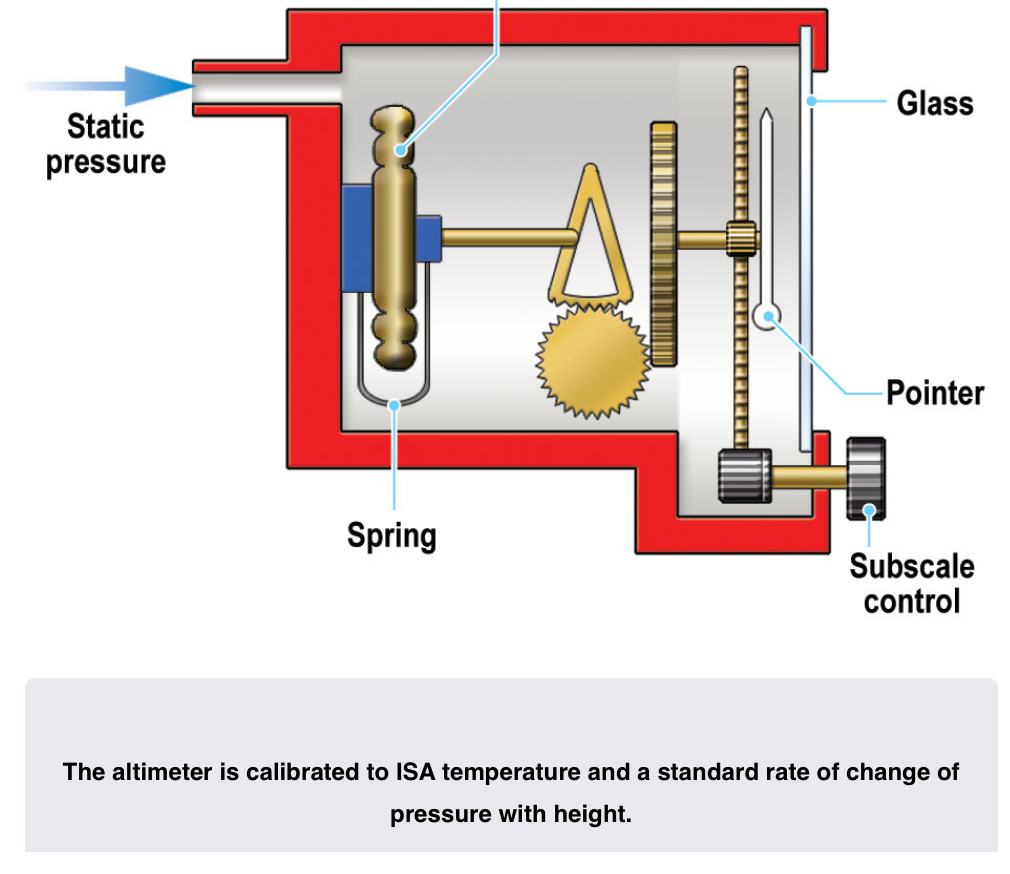 Glass
Static
pressure
Pointer
Spring
Subscale
control
The altimeter is calibrated to ISA temperature and a standard rate of change of
pressure with height.